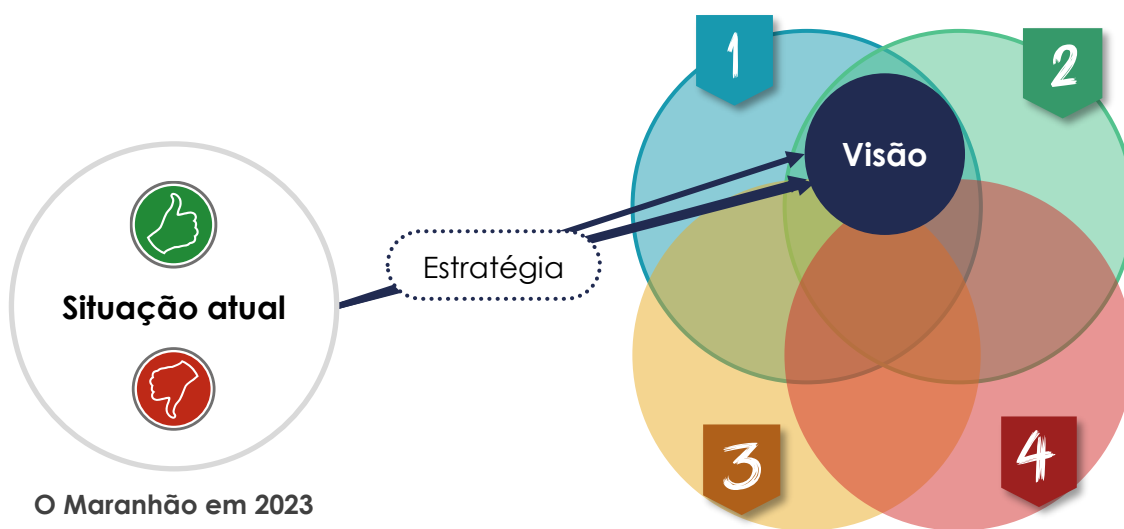 1
2
Visão
Estratégia
Situação atual
3
4
O Maranhão em 2023